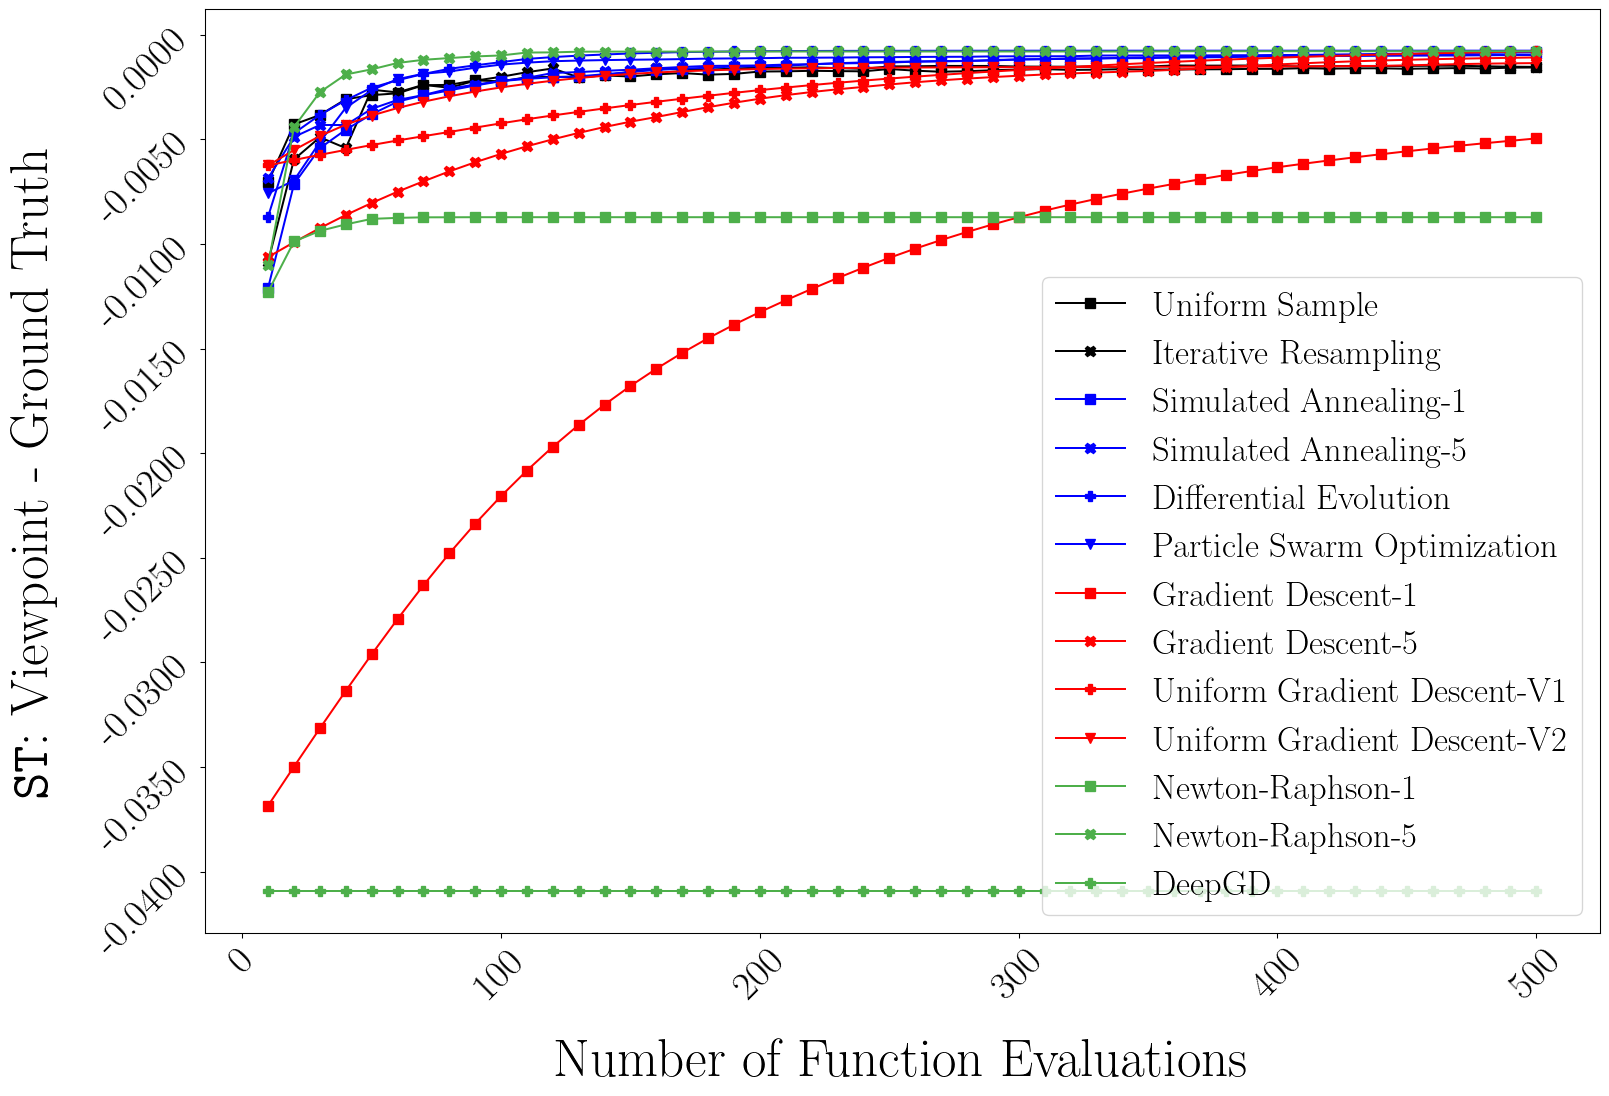 ST: Viewpoint - Ground Truth
0.0000
-0.0050
-0.0100
-0.0150
-0.0200
-0.0250
-0.0300
-0.0350
-0.0400
Uniform Sample
Iterative Resampling
Simulated Annealing-1
Simulated Annealing-5
Differential Evolution
Particle Swarm Optimization
Gradient Descent-1
Gradient Descent-5
Uniform Gradient Descent-V1
Uniform Gradient Descent-V2
Newton-Raphson-1
Newton-Raphson-5
DeepGD
0 100 200 300 400 500
Number of Function Evaluations